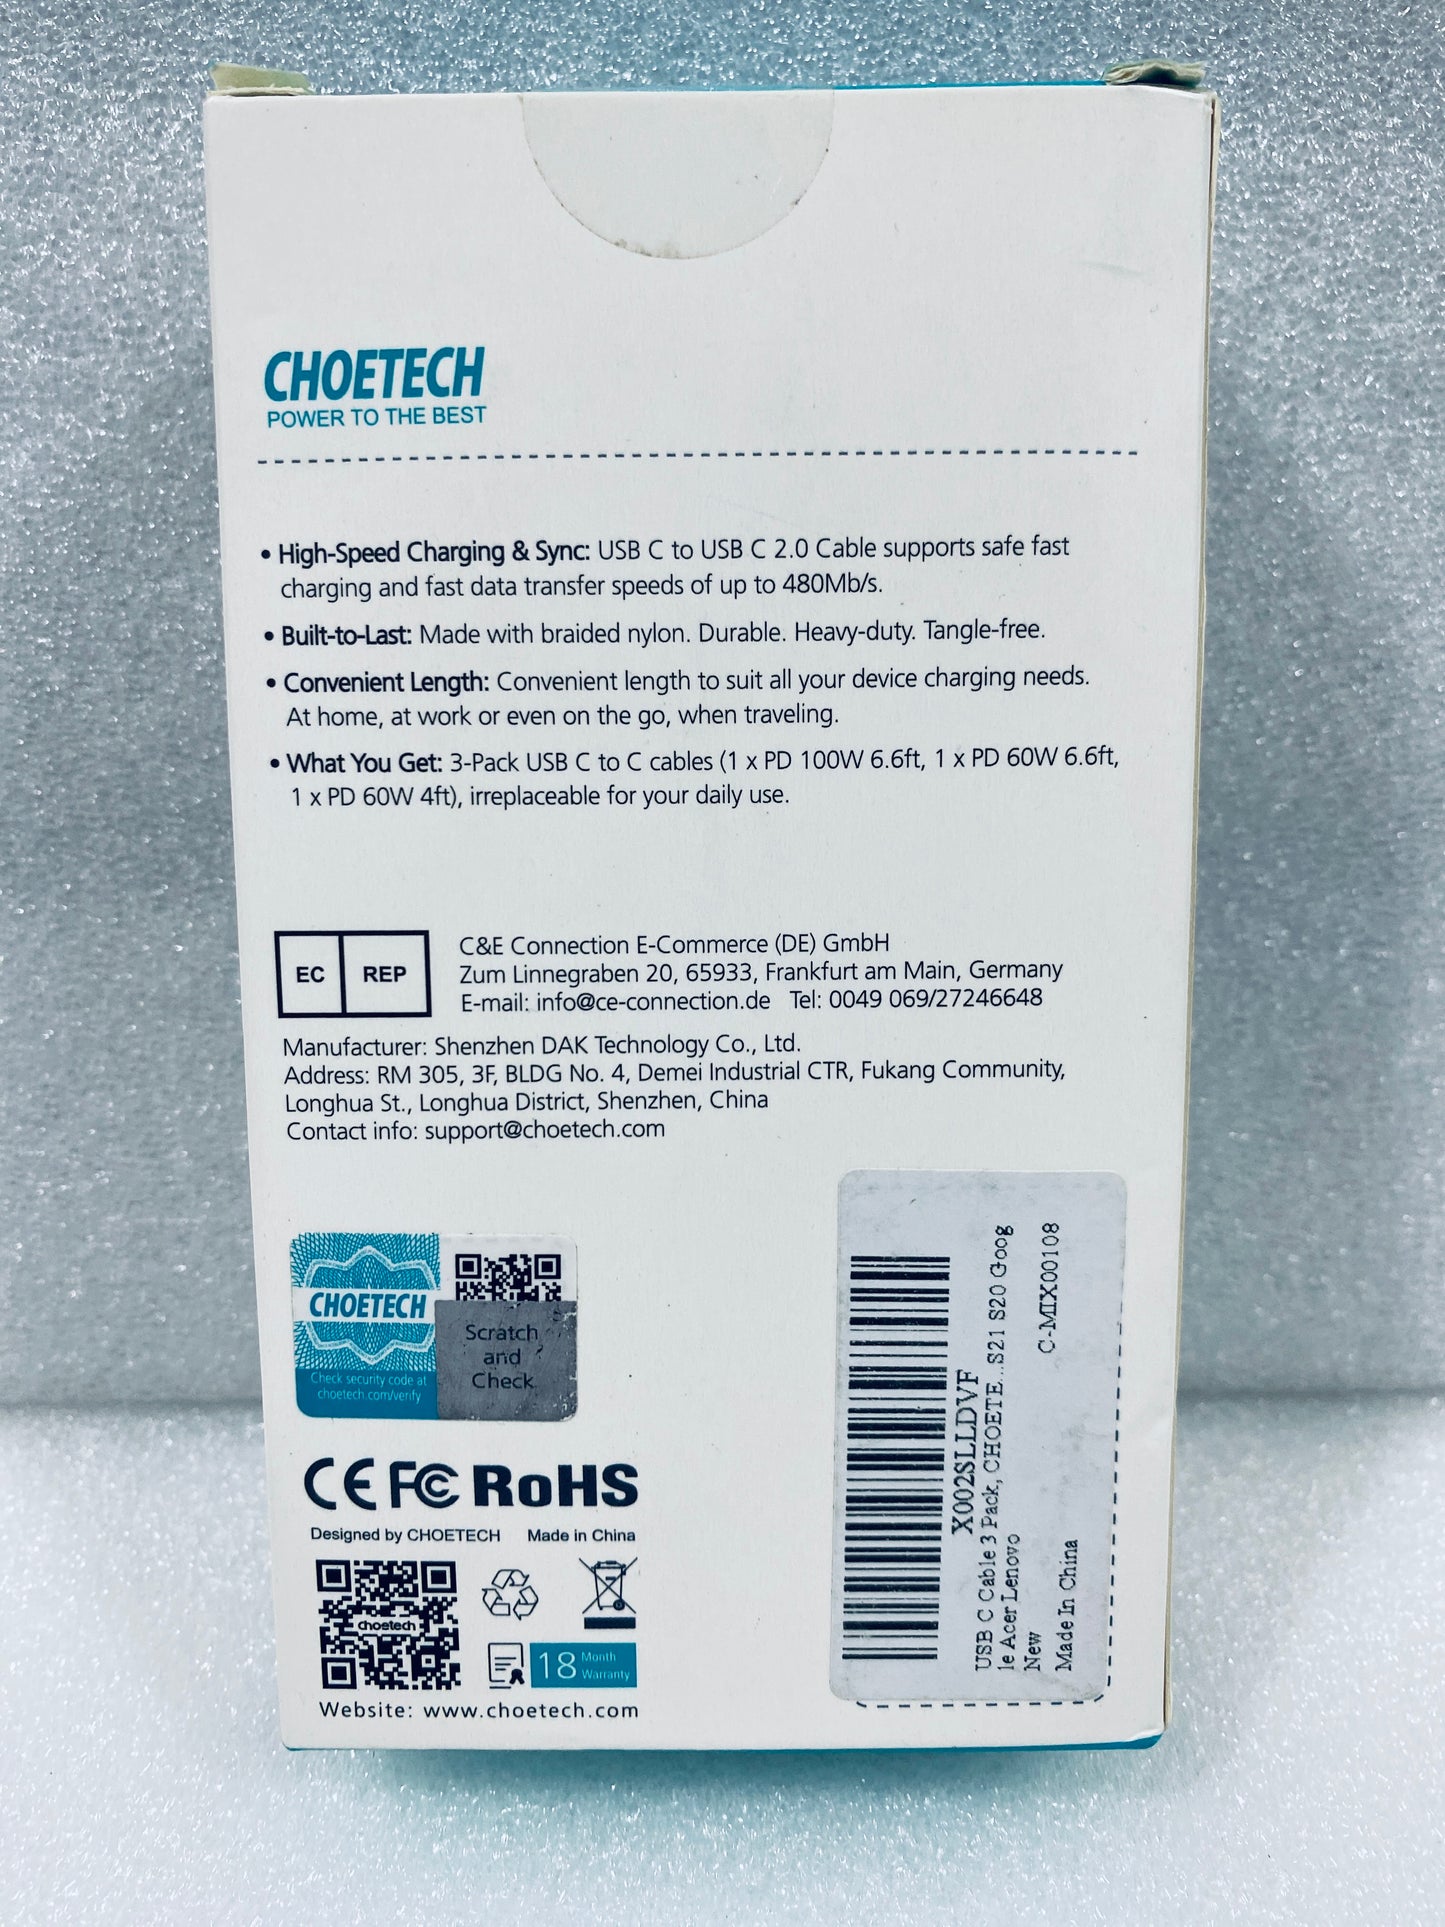 CHOETECH
POWER TO THE BEST
• High-Speed Charging & Sync: USB C to USB C 2.0 Cable supports safe fast
charging and fast data transfer speeds of up to 480Mb/s.
• Built-to-Last: Made with braided nylon. Durable. Heavy-duty. Tangle-free.
• Convenient Length: Convenient length to suit all your device charging needs.
At home, at work or even on the go, when traveling.
• What You Get: 3-Pack USB C to C cables (1 x PD 100W 6.6ft, 1 x PD 60W 6.6ft,
1 x PD 60W 4ft), irreplaceable for your daily use.
EC REP
C&E Connection E-Commerce (DE) GmbH
Zum Linnegraben 20, 65933, Frankfurt am Main, Germany
E-mail: info@ce-connection.de Tel: 0049 069/27246648
Manufacturer: Shenzhen DAK Technology Co., Ltd.
Address: RM 305, 3F, BLDG No. 4, Demei Industrial CTR, Fukang Community,
Longhua St., Longhua District, Shenzhen, China
Contact info: support@choetech.com
CHOETECH
Check security code at
choetech.com/verify
Scratch
and
Check
CE FC RoHS
Designed by CHOETECH Made in China
choetech
18 Month
Warranty
Website: www.choetech.com
X002SLLDVF
USB C Cable 3 Pack, CHOETE...S21 S20 Goog
le Acer Lenovo
New
C-MIX00108
Made In China